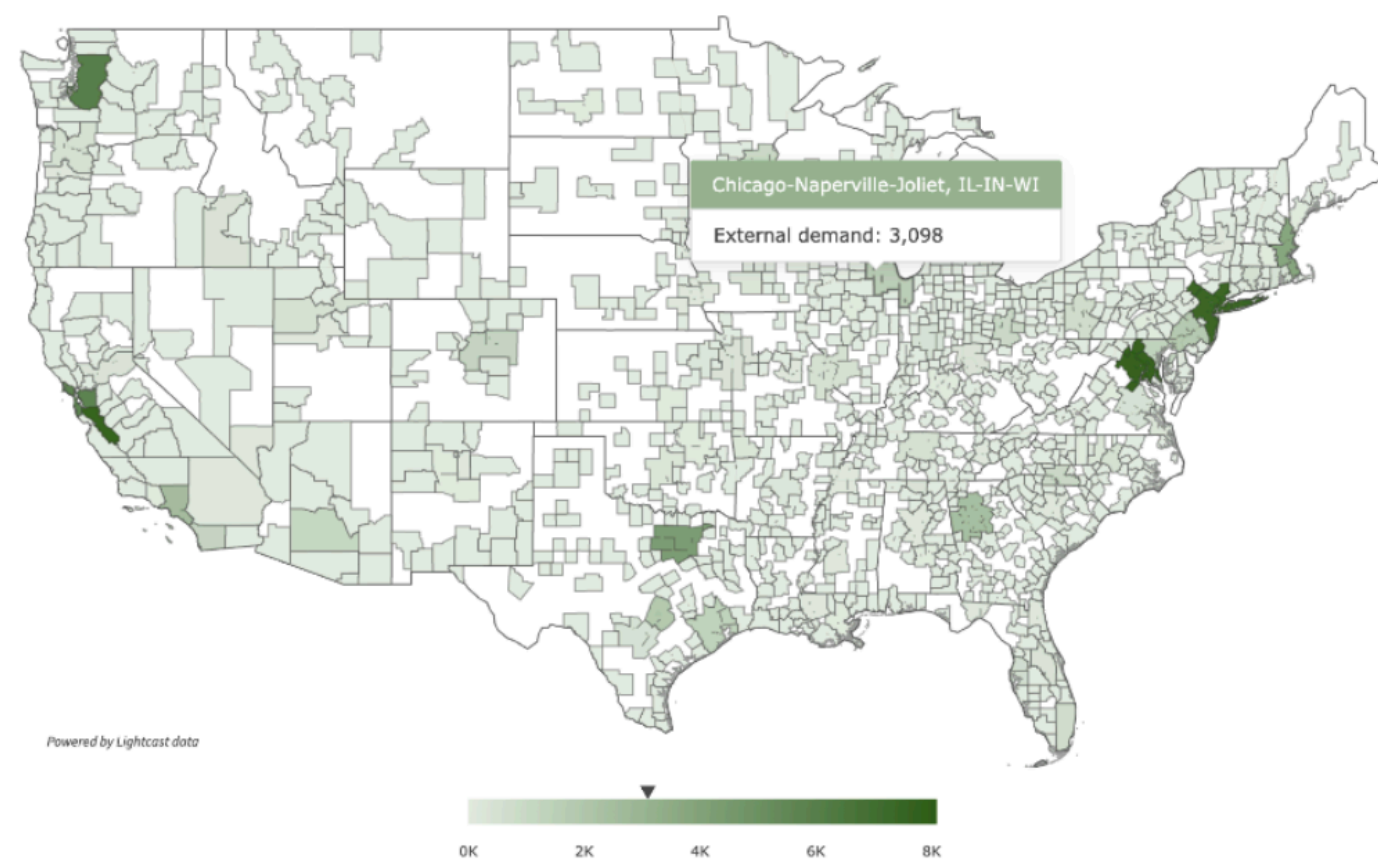 Chicago-Naperville-Joliet, IL-IN-WI
External demand: 3,098
Powered by Lightcast data
0K 2K 4K 6K 8K